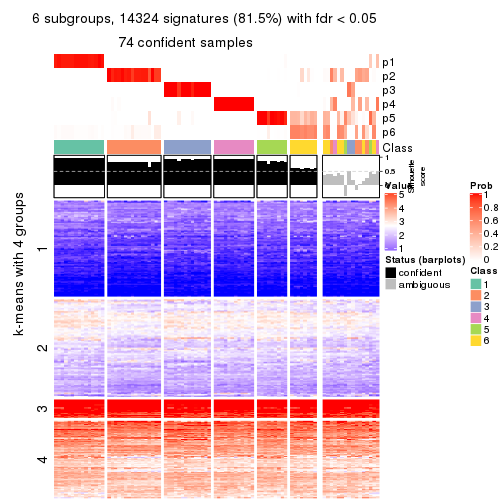 6 subgroups, 14324 signatures (81.5%) with fdr < 0.05
74 confident samples
p1
p2
p3
p4
p5
p6
Class
1
0.5
0
Silhouette
score
k-means with 4 groups
1
2
3
4
Value
5
4
3
2
1
Status (barplots)
confident
ambiguous
Prob
1
0.8
0.6
0.4
0.2
0
Class
1
2
3
4
5
6